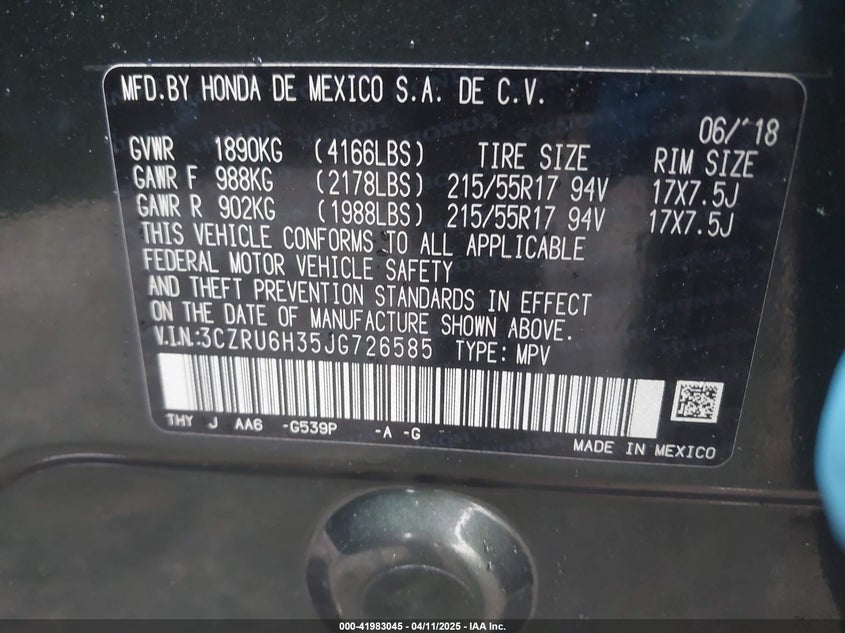 MFD.BY HONDA DE MEXICO S.A. DE C.V.
06/'18
GVWR 1890KG (4166LBS) TIRE SIZE RIM SIZE
GAWR F 988KG (2178LBS) 215/55R17 94V 17X7.5J
GAWR R 902KG (1988LBS) 215/55R17 94V 17X7.5J
THIS VEHICLE CONFORMS TO ALL APPLICABLE
FEDERAL MOTOR VEHICLE SAFETY
AND THEFT PREVENTION STANDARDS IN EFFECT
ON THE DATE OF MANUFACTURE SHOWN ABOVE.
V.I.N.:3CZRU6H35JG726585 TYPE: MPV
THY J AA6 -G539P -A -G
MADE IN MEXICO
000-41983045 - 04/11/2025 - IAA Inc.